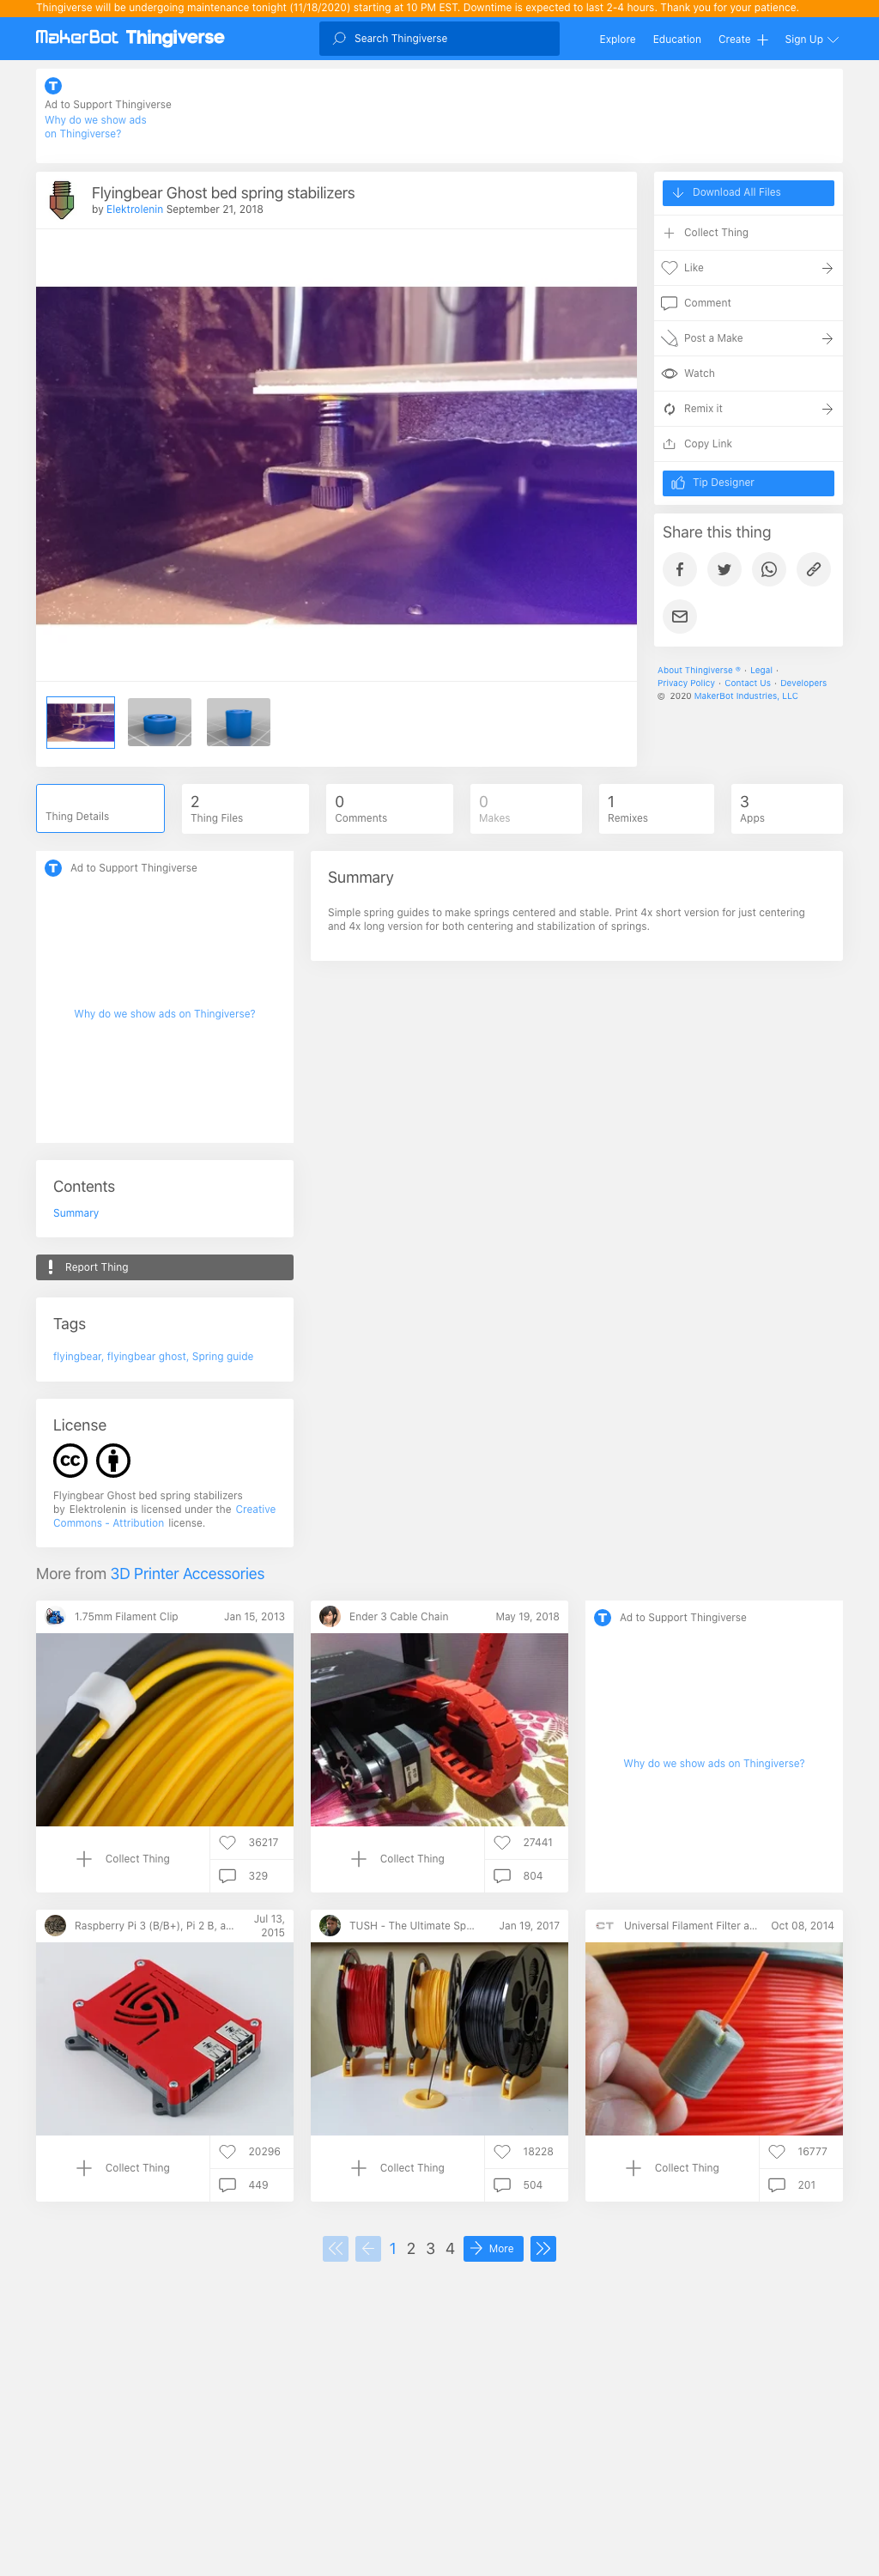 Thingiverse will be undergoing maintenance tonight (11/18/2020) starting at 10 PM EST. Downtime is expected to last 2-4 hours. Thank you for your patience.
MakerBot Thingiverse
Search Thingiverse
Explore
Education
Create
Sign Up
Ad to Support Thingiverse
Why do we show ads
on Thingiverse?
Flyingbear Ghost bed spring stabilizers
by Elektrolenin September 21, 2018
Download All Files
Collect Thing
Like
Comment
Post a Make
Watch
Remix it
Copy Link
Tip Designer
Share this thing
About Thingiverse ® · Legal ·
Privacy Policy · Contact Us · Developers
© 2020 MakerBot Industries, LLC
Thing Details
2
Thing Files
0
Comments
0
Makes
1
Remixes
3
Apps
Ad to Support Thingiverse
Why do we show ads on Thingiverse?
Summary
Simple spring guides to make springs centered and stable. Print 4x short version for just centering
and 4x long version for both centering and stabilization of springs.
Contents
Summary
Report Thing
Tags
flyingbear, flyingbear ghost, Spring guide
License
cc
Flyingbear Ghost bed spring stabilizers
by Elektrolenin is licensed under the Creative
Commons - Attribution license.
More from 3D Printer Accessories
1.75mm Filament Clip
Jan 15, 2013
Collect Thing
36217
329
Ender 3 Cable Chain
May 19, 2018
Collect Thing
27441
804
Ad to Support Thingiverse
Why do we show ads on Thingiverse?
Raspberry Pi 3 (B/B+), Pi 2 B, a...
Jul 13,
2015
Collect Thing
20296
449
TUSH - The Ultimate Sp...
Jan 19, 2017
Collect Thing
18228
504
CT
Universal Filament Filter a...
Oct 08, 2014
Collect Thing
16777
201
1 2 3 4
More